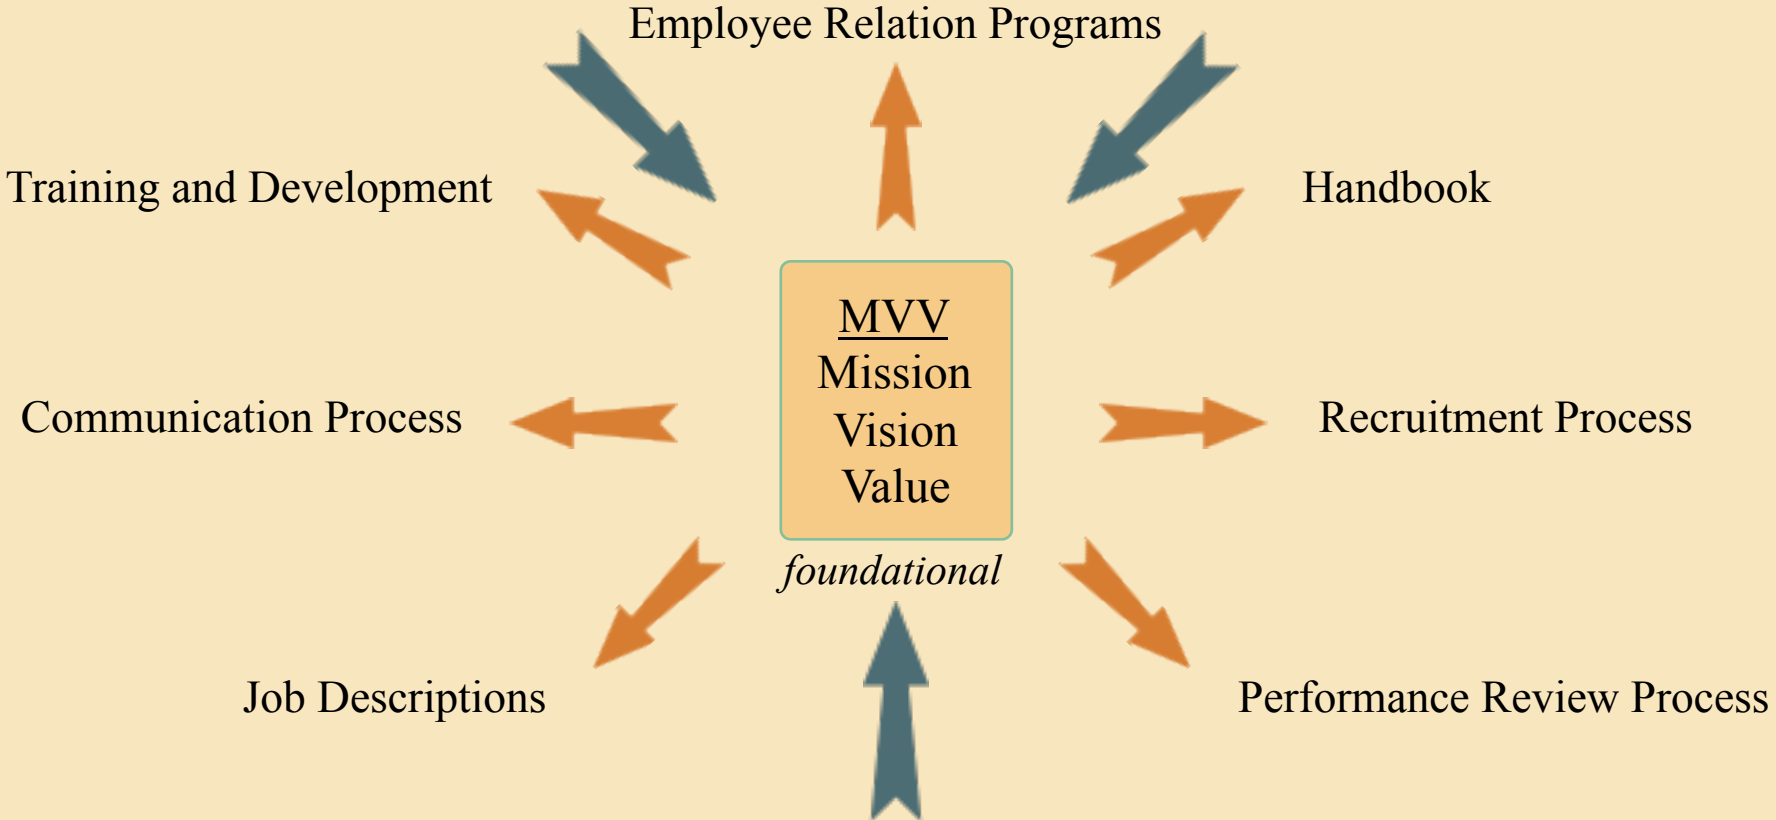 Employee Relation Programs
Training and Development
Handbook
MVV
Mission
Vision
Value
Communication Process
Recruitment Process
foundational
Job Descriptions
Performance Review Process